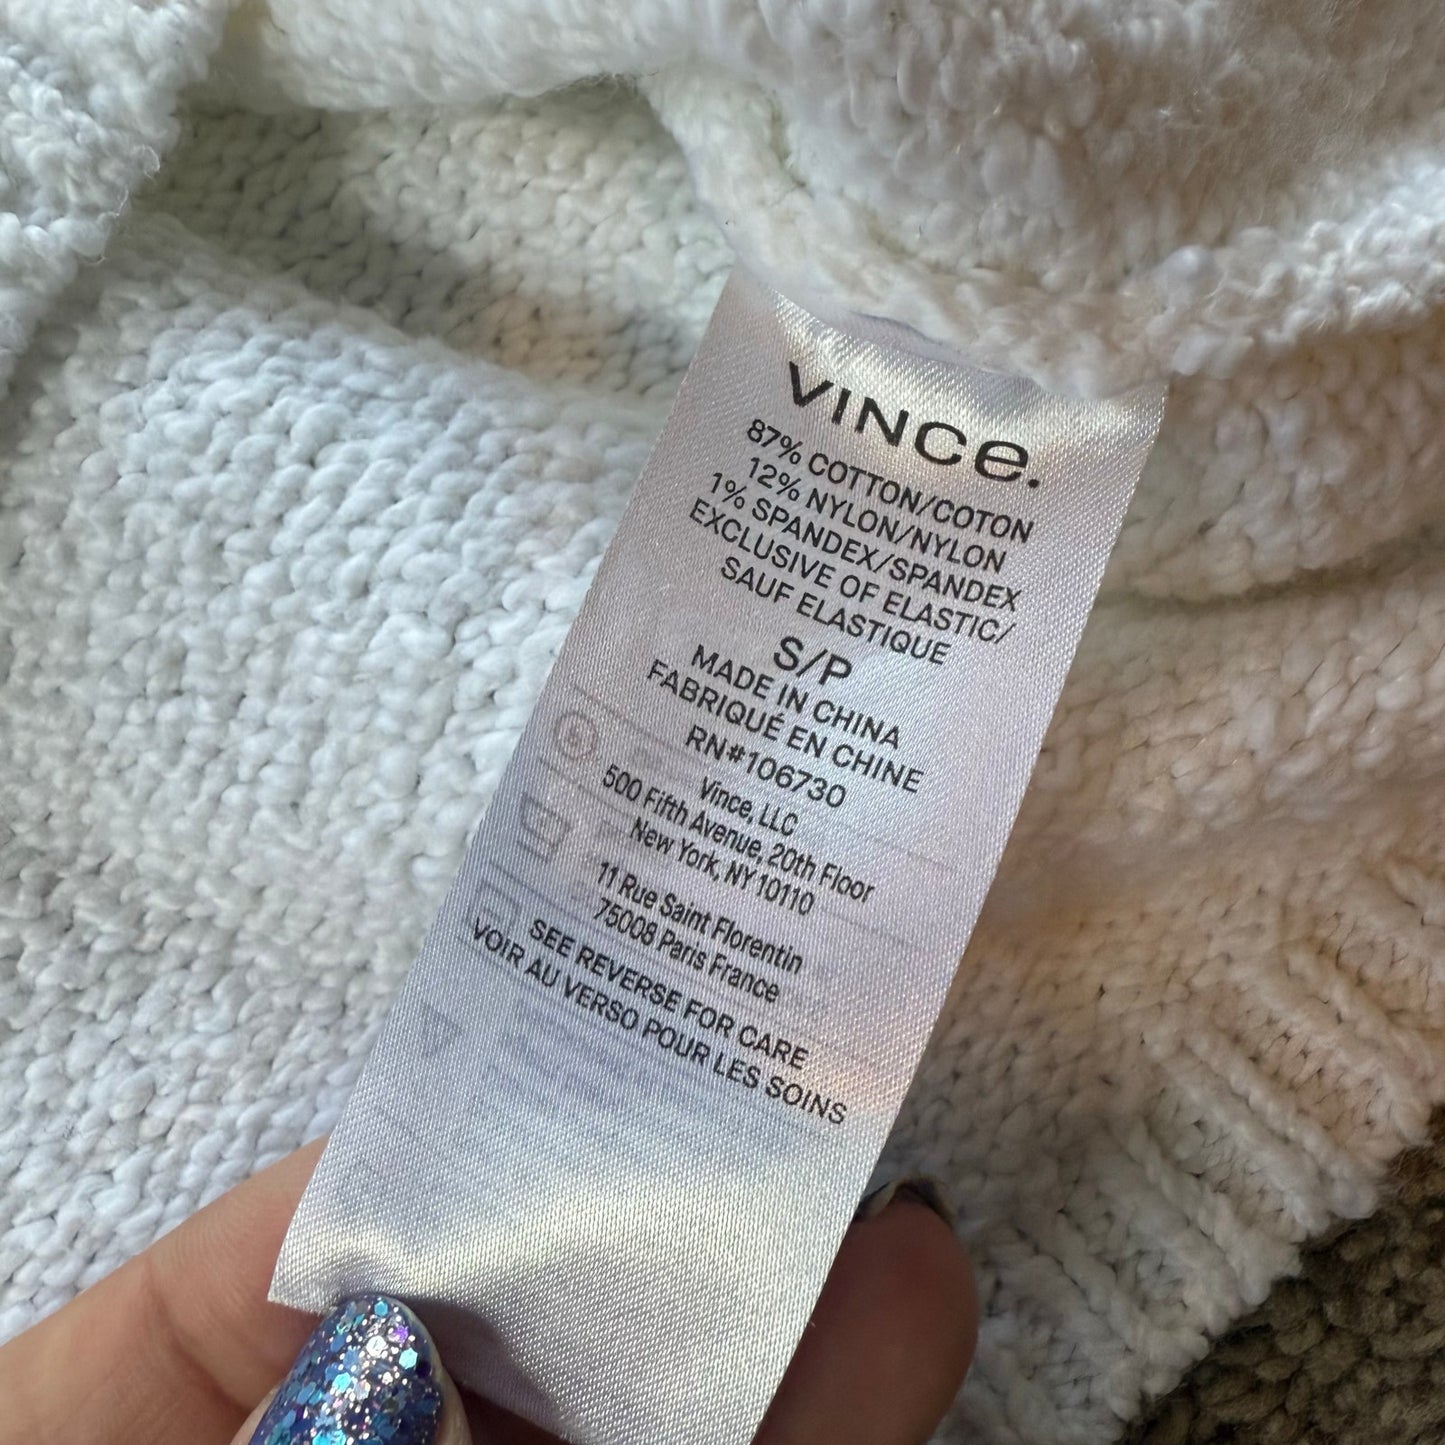 VINCe.
87% COTTON/COTON
12% NYLON/NYLON
1% SPANDEX/SPANDEX
EXCLUSIVE OF ELASTIC/
SAUF ELASTIQUE
S/P
MADE IN CHINA
FABRIQUÉ EN CHINE
RN#106730
Vince, LLC
500 Fifth Avenue, 20th Floor
New York, NY 10110
11 Rue Saint Florentin
75008 Paris France
SEE REVERSE FOR CARE
VOIR AU VERSO POUR LES SOINS